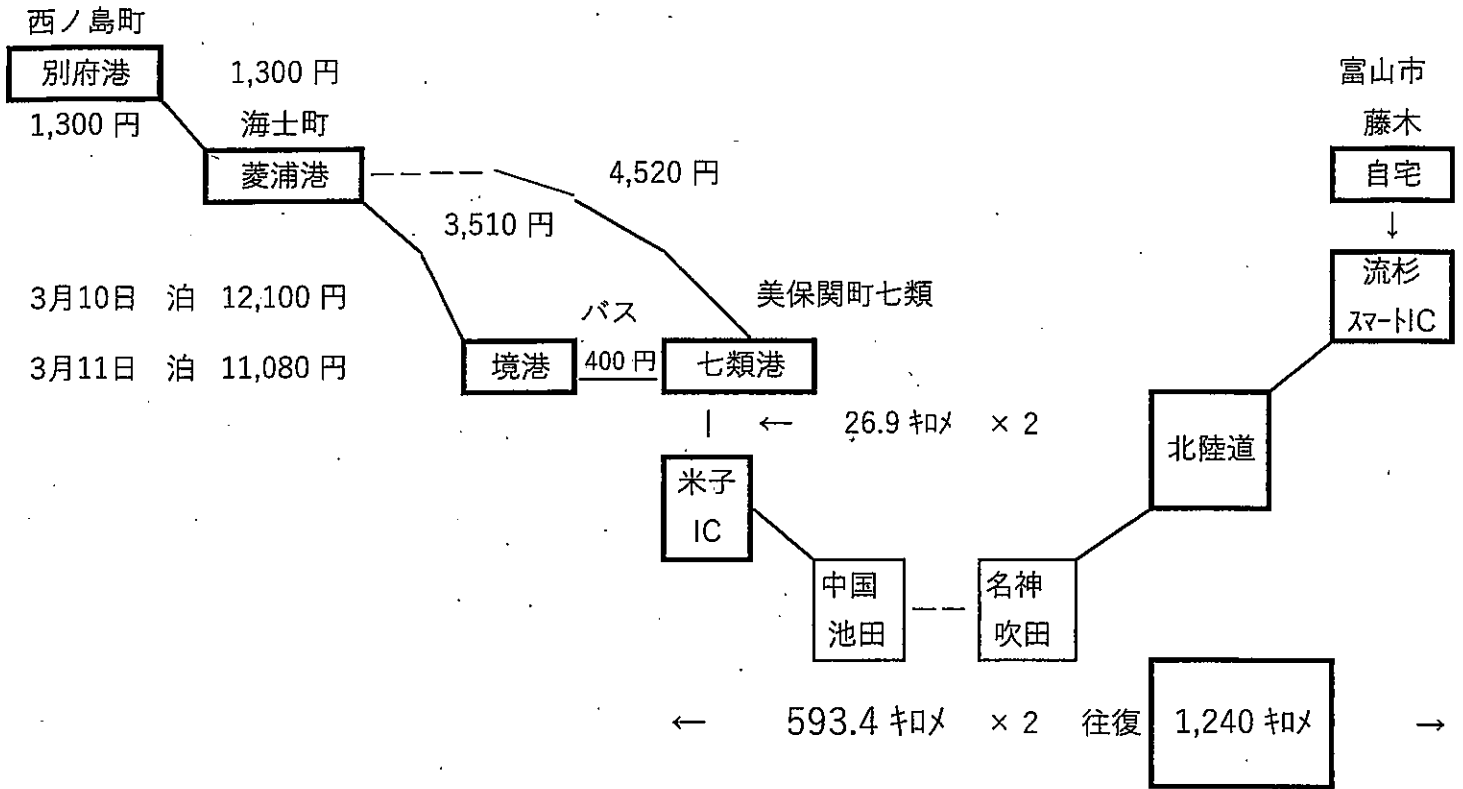 西ノ島町
別府港
1,300 円
富山市
1,300 円
海士町
藤木
菱浦港
4,520 円
自宅
3,510 円
↓
流杉
ｽﾏｰﾄIC
3月10日 泊 12,100 円
美保関町七類
バス
3月11日 泊 11,080 円
境港
400 円
七類港
← 26.9 ｷﾛﾒ × 2
北陸道
米子
IC
中国
池田
名神
吹田
← 593.4 ｷﾛﾒ × 2 往復 1,240 ｷﾛﾒ →